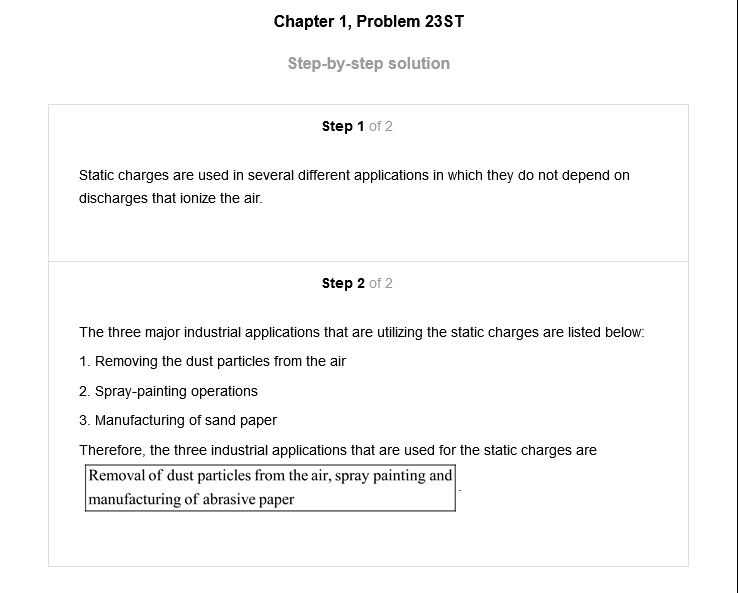 Chapter 1, Problem 23ST
Step-by-step solution
Step 1 of 2
Static charges are used in several different applications in which they do not depend on
discharges that ionize the air.
Step 2 of 2
The three major industrial applications that are utilizing the static charges are listed below:
1. Removing the dust particles from the air
2. Spray-painting operations
3. Manufacturing of sand paper
Therefore, the three industrial applications that are used for the static charges are
Removal of dust particles from the air, spray painting and
manufacturing of abrasive paper
.